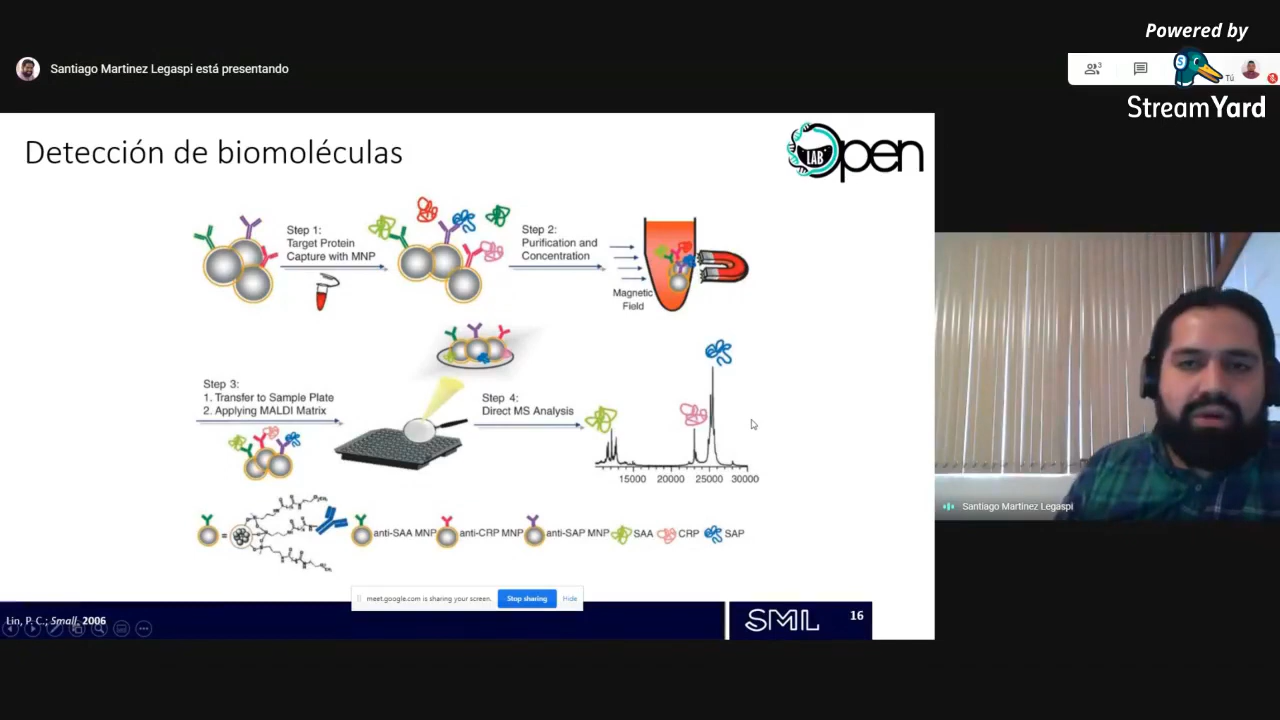 Powered by
Santiago Martinez Legaspi está presentando
3
Tú
StreamYard
Detección de biomoléculas
LAB
Open
Step 1:
Target Protein
Capture with MNP
Step 2:
Purification and
Concentration
Magnetic
Field
Step 3:
1. Transfer to Sample Plate
2. Applying MALDI Matrix
Step 4:
Direct MS Analysis
15000 20000 25000 30000
= anti-SAA MNP anti-CRP MNP anti-SAP MNP SAA CRP SAP
Santiago Martinez Legaspi
meet.google.com is sharing your screen. Stop sharing Hide
Lin, P. C.; Small, 2006
SML
16